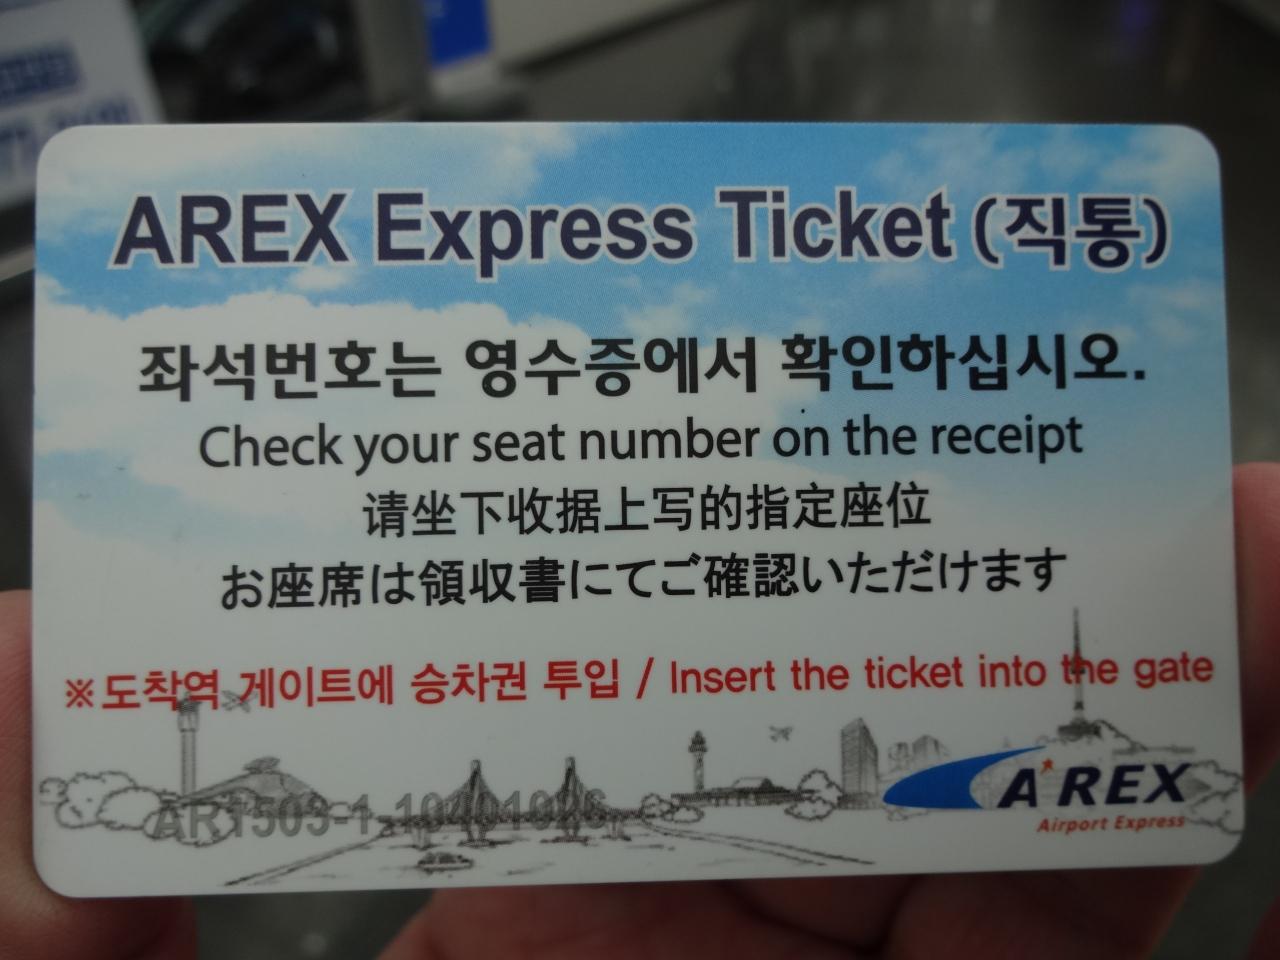 AREX Express Ticket (직통)
좌석번호는 영수증에서 확인하십시오.
Check your seat number on the receipt
请坐下收据上写的指定座位
お座席は領収書にてご確認いただけます
※도착역 게이트에 승차권 투입 / Insert the ticket into the gate
A'REX
Airport Express
AR1503-1